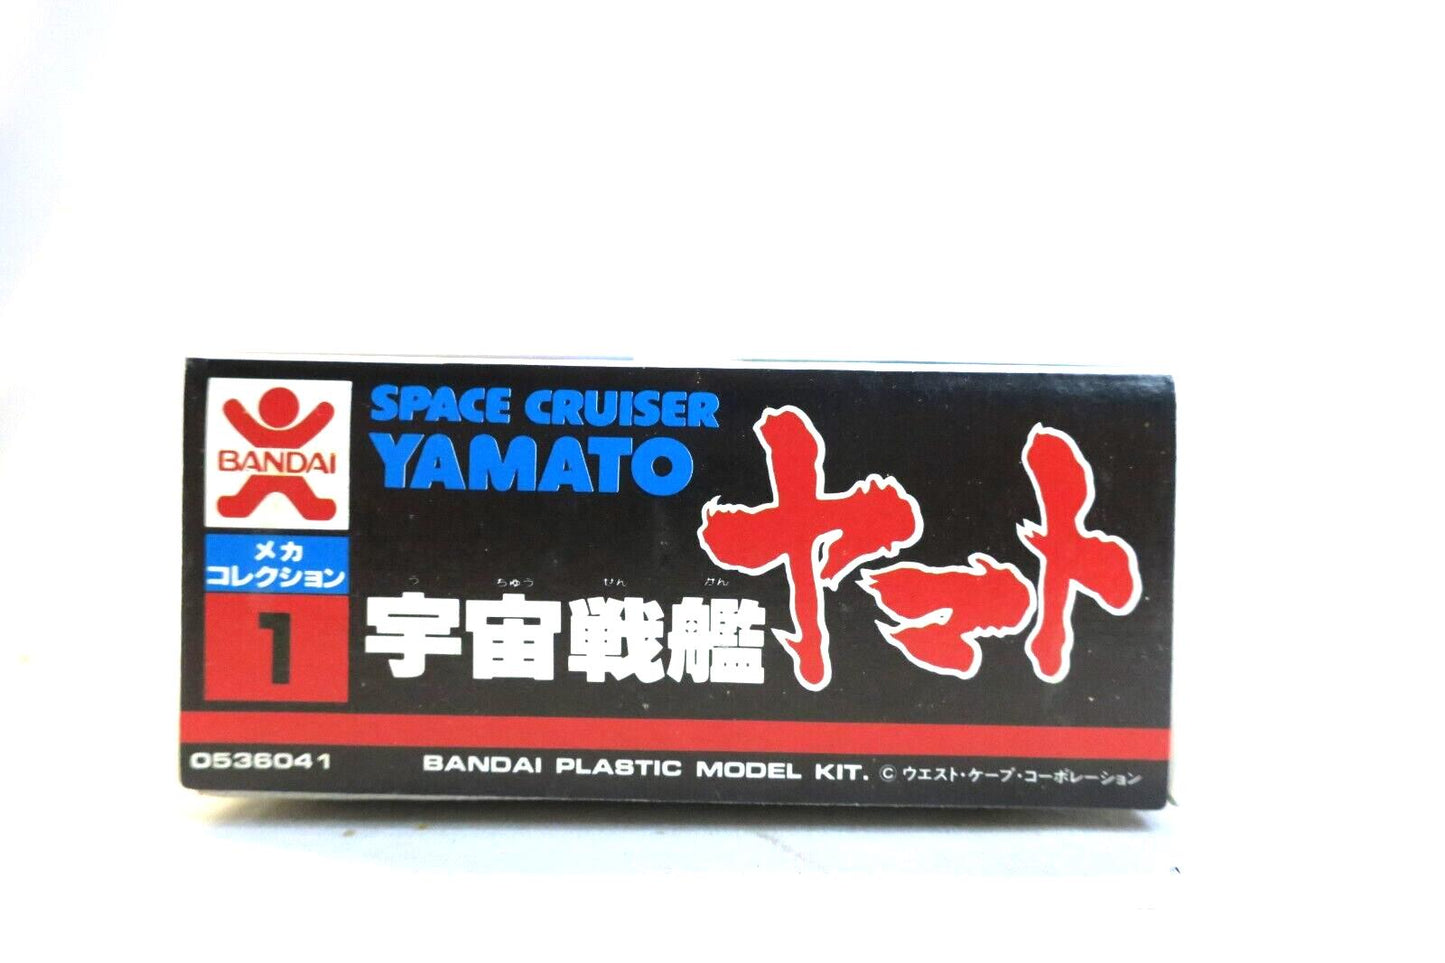 BANDAI
メカ
コレクション
1
SPACE CRUISER
YAMATO
う ちゅう せん かん
宇宙戦艦
ヤマト
0536041
BANDAI PLASTIC MODEL KIT. © ウエスト・ケープ・コーポレーション